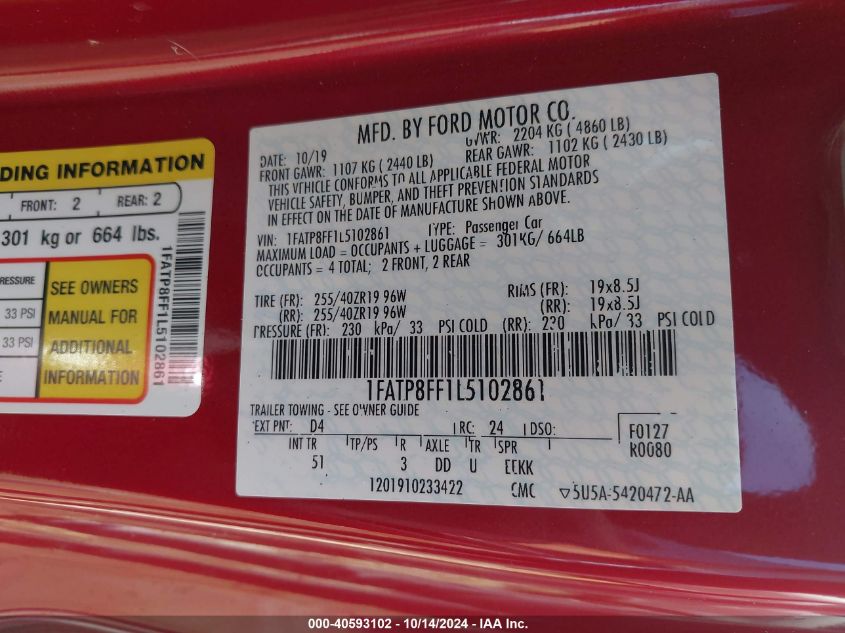 DING INFORMATION
FRONT: 2 REAR: 2
301 kg or 664 lbs.
RESSURE
33 PSI
33 PSI
SEE OWNERS
MANUAL FOR
ADDITIONAL
INFORMATION
1FATP8FF1L5102861
MFD. BY FORD MOTOR CO.
DATE: 10/19 GVWR: 2204 KG ( 4860 LB)
FRONT GAWR: 1107 KG ( 2440 LB) REAR GAWR: 1102 KG ( 2430 LB)
THIS VEHICLE CONFORMS TO ALL APPLICABLE FEDERAL MOTOR
VEHICLE SAFETY, BUMPER, AND THEFT PREVENTION STANDARDS
IN EFFECT ON THE DATE OF MANUFACTURE SHOWN ABOVE.
VIN: 1FATP8FF1L5102861 TYPE: Passenger Car
MAXIMUM LOAD = OCCUPANTS + LUGGAGE = 301KG/ 664LB
OCCUPANTS = 4 TOTAL; 2 FRONT, 2 REAR
TIRE (FR): 255/40ZR19 96W RIMS (FR): 19x8.5J
(RR): 255/40ZR19 96W (RR): 19x8.5J
PRESSURE (FR): 230 kPa/ 33 PSI COLD (RR): 230 kPa/ 33 PSI COLD
1FATP8FF1L5102861
TRAILER TOWING - SEE OWNER GUIDE
EXT PNT: D4 RC: 24 DSO: F0127
INT TR TP/PS R AXLE TR SPR R0080
51 3 DD U EEKK
1201910233422 CMC 5U5A-5420472-AA
000-40593102 - 10/14/2024 - IAA Inc.